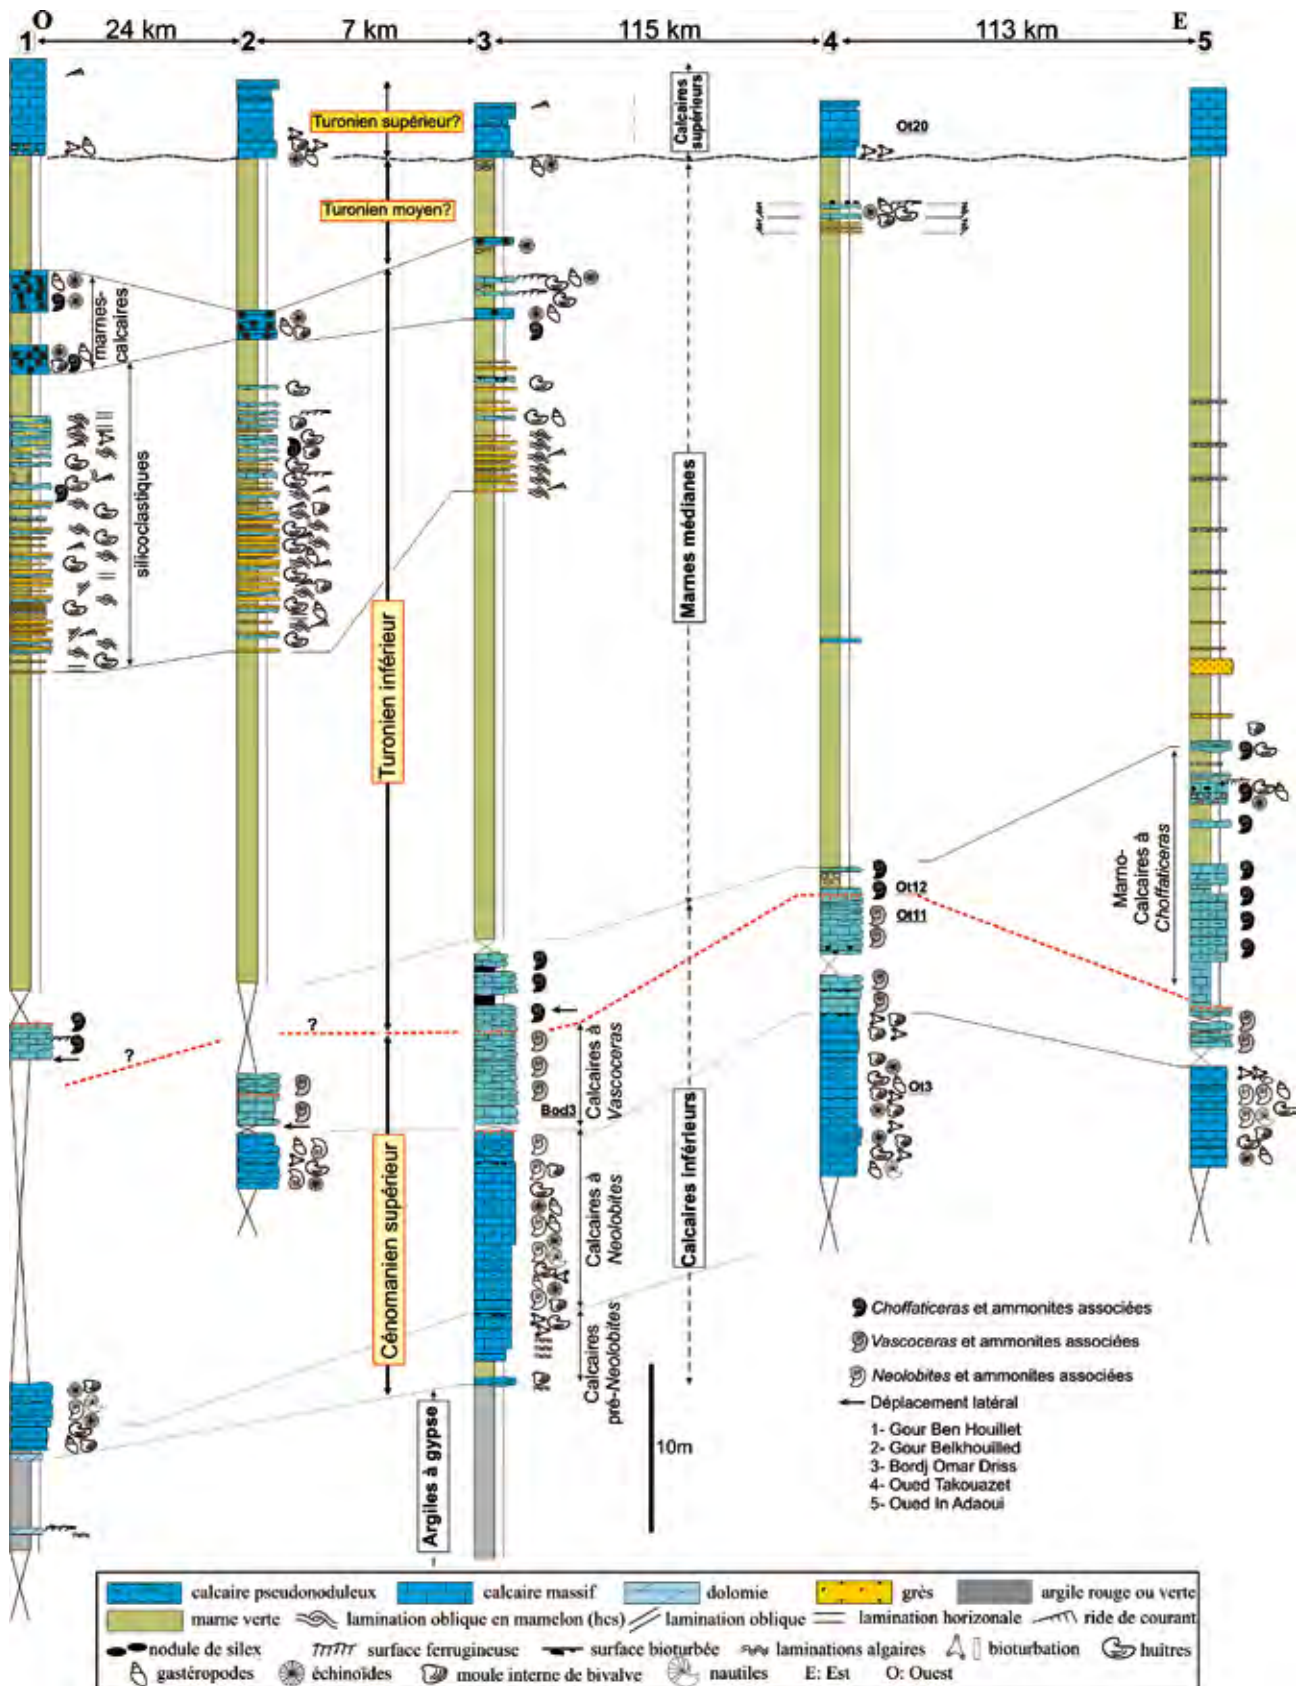 O
E
1
24 km
2
7 km
3
115 km
4
113 km
5
Turonien supérieur?
Calcaires
supérieurs
Ot20
Turonien moyen?
marnes-
calcaires
silicoclastiques
Marnes médianes
Turonien inférieur
Marno-
Calcaires à
Choffaticeras
Ot12
Ot11
?
?
Calcaires à
Vascoceras
Bod3
Ot3
Cénomanien supérieur
Calcaires à
Neolobites
Calcaires inférieurs
Calcaires
pré-Neolobites
Argiles à gypse
10m
Choffaticeras et ammonites associées
Vascoceras et ammonites associées
Neolobites et ammonites associées
Déplacement latéral
1- Gour Ben Houillet
2- Gour Belkhouilled
3- Bordj Omar Driss
4- Oued Takouazet
5- Oued In Adaoui
calcaire pseudonoduleux calcaire massif dolomie grès argile rouge ou verte
marne verte lamination oblique en mamelon (hcs) lamination oblique lamination horizonale ride de courant
nodule de silex surface ferrugineuse surface bioturbée laminations algaires bioturbation huîtres
gastéropodes échinoïdes moule interne de bivalve nautiles E: Est O: Ouest